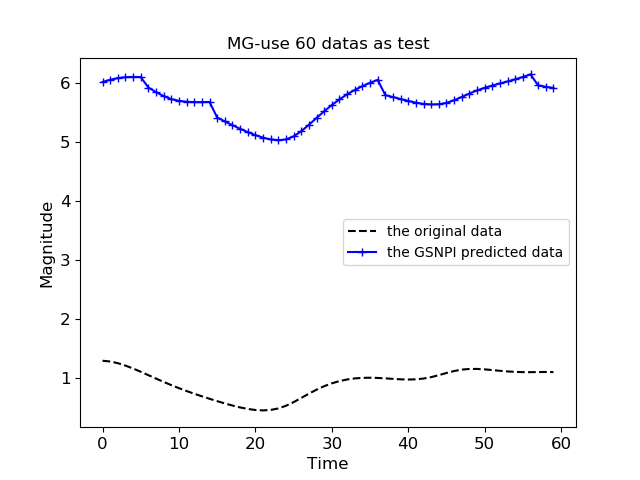 MG-use 60 datas as test
6
5
4
3
2
1
Magnitude
the original data
the GSNPI predicted data
0 10 20 30 40 50 60
Time